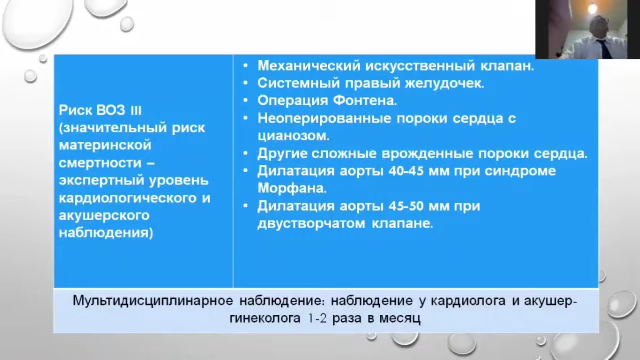 Риск ВОЗ III
(значительный риск
материнской
смертности –
экспертный уровень
кардиологического и
акушерского
наблюдения)
• Механический искусственный клапан.
• Системный правый желудочек.
• Операция Фонтена.
• Неоперированные пороки сердца с
цианозом.
• Другие сложные врожденные пороки сердца.
• Дилатация аорты 40-45 мм при синдроме
Морфана.
• Дилатация аорты 45-50 мм при
двустворчатом клапане.
Мультидисциплинарное наблюдение: наблюдение у кардиолога и акушер-
гинеколога 1-2 раза в месяц